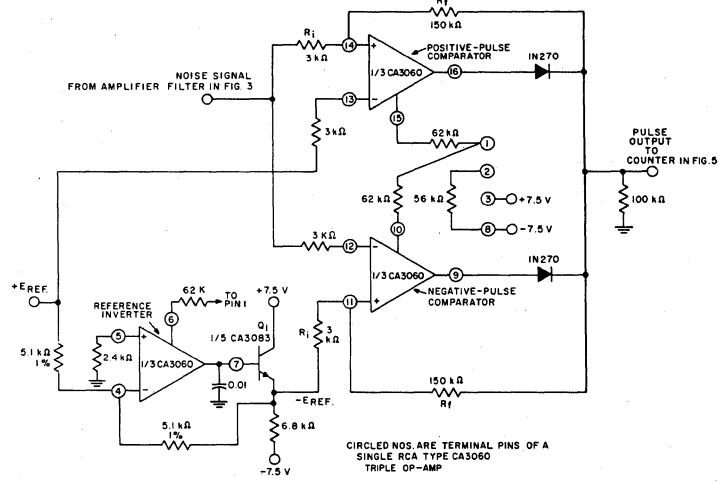 Rf
150 kΩ
Ri
3 kΩ
14
+
POSITIVE-PULSE
COMPARATOR
1/3 CA3060
16
1N270
NOISE SIGNAL
FROM AMPLIFIER FILTER IN FIG. 3
13
−
15
3 kΩ
62 kΩ
1
PULSE
OUTPUT
TO
COUNTER IN FIG.5
2
62 kΩ
56 kΩ
3
+7.5 V
8
−7.5 V
100 kΩ
10
3 KΩ
12
−
1/3 CA3060
9
1N270
+EREF.
62 K
TO
PIN 1
+7.5 V
11
+
NEGATIVE-PULSE
COMPARATOR
REFERENCE
INVERTER
6
Q1
1/5 CA3083
5
+
Ri
3
kΩ
5.1 kΩ
1%
2.4 kΩ
1/3 CA3060
7
4
−
0.01
−EREF.
150 kΩ
Rf
5.1 kΩ
1%
6.8 kΩ
−7.5 V
CIRCLED NOS. ARE TERMINAL PINS OF A
SINGLE RCA TYPE CA3060
TRIPLE OP-AMP